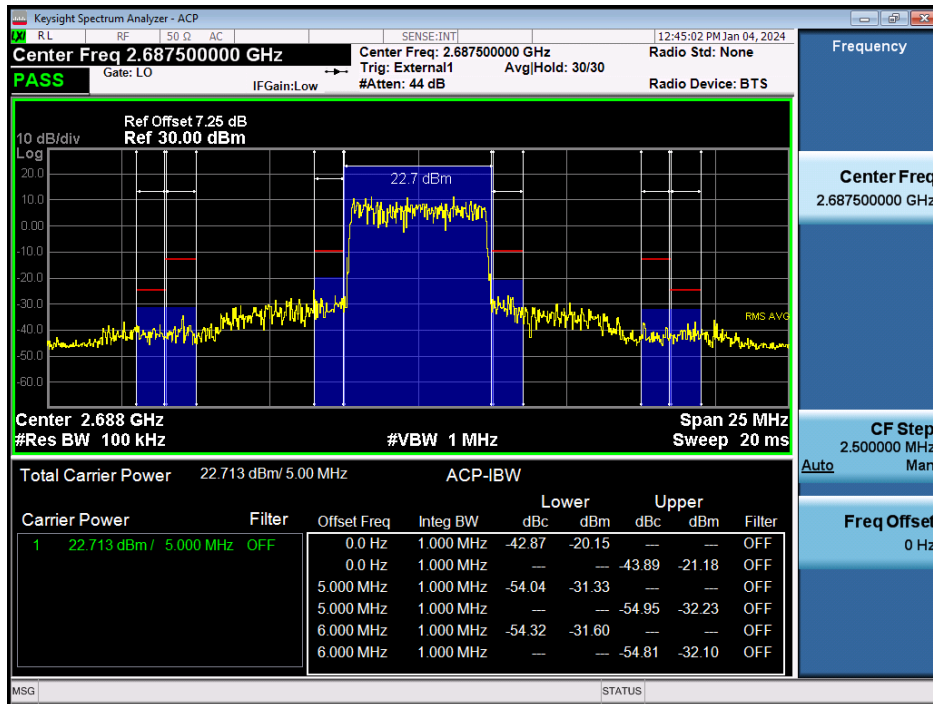 Keysight Spectrum Analyzer - ACP
LXI RL RF 50 Ω AC SENSE:INT 12:45:02 PM Jan 04, 2024
Center Freq 2.687500000 GHz
Center Freq: 2.687500000 GHz Radio Std: None
Gate: LO Trig: External1 Avg|Hold: 30/30
PASS IFGain:Low #Atten: 44 dB Radio Device: BTS
Ref Offset 7.25 dB
10 dB/div Ref 30.00 dBm
Log
20.0
22.7 dBm
10.0
0.00
-10.0
-20.0
-30.0
RMS AVG
-40.0
-50.0
-60.0
Center 2.688 GHz Span 25 MHz
#Res BW 100 kHz #VBW 1 MHz Sweep 20 ms
Total Carrier Power 22.713 dBm/ 5.00 MHz ACP-IBW
Lower Upper
Carrier Power Filter Offset Freq Integ BW dBc dBm dBc dBm Filter
1 22.713 dBm / 5.000 MHz OFF 0.0 Hz 1.000 MHz -42.87 -20.15 --- --- OFF
0.0 Hz 1.000 MHz --- --- -43.89 -21.18 OFF
5.000 MHz 1.000 MHz -54.04 -31.33 --- --- OFF
5.000 MHz 1.000 MHz --- --- -54.95 -32.23 OFF
6.000 MHz 1.000 MHz -54.32 -31.60 --- --- OFF
6.000 MHz 1.000 MHz --- --- -54.81 -32.10 OFF
MSG STATUS
Frequency
Center Freq
2.687500000 GHz
CF Step
2.500000 MHz
Auto Man
Freq Offset
0 Hz